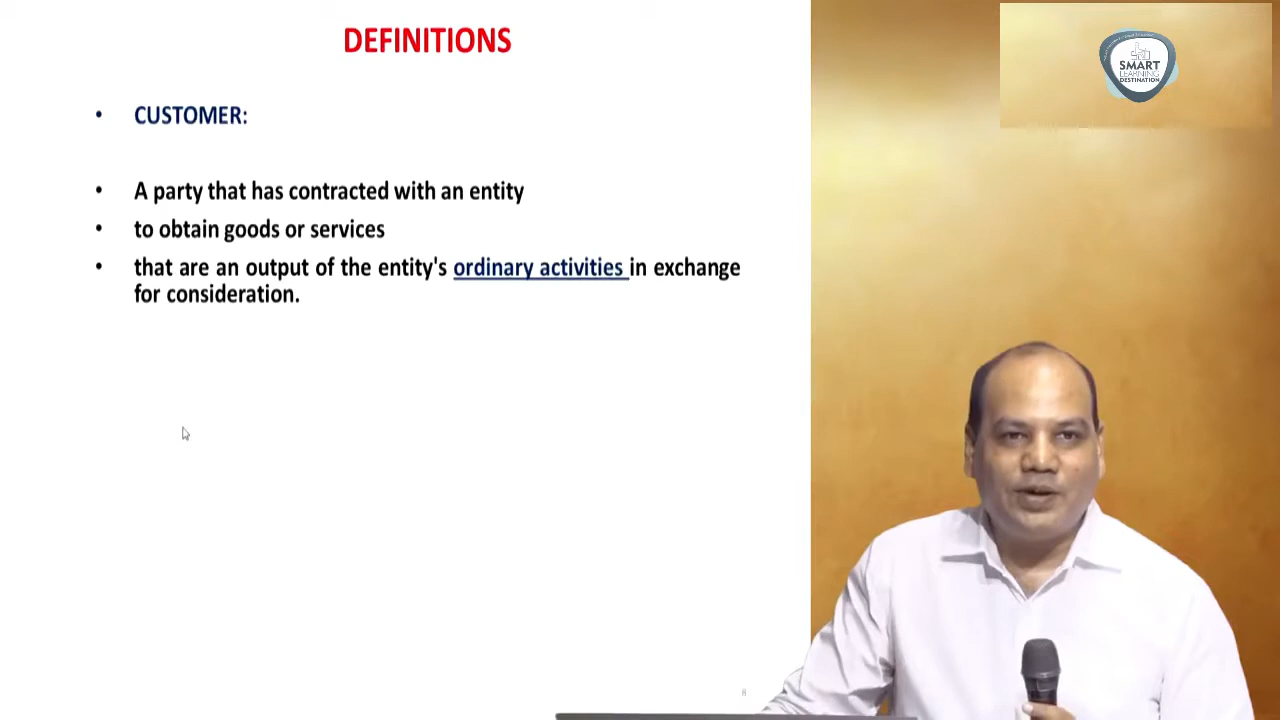 DEFINITIONS
• CUSTOMER:
• A party that has contracted with an entity
• to obtain goods or services
• that are an output of the entity's ordinary activities in exchange
for consideration.
SMART
LEARNING
DESTINATION